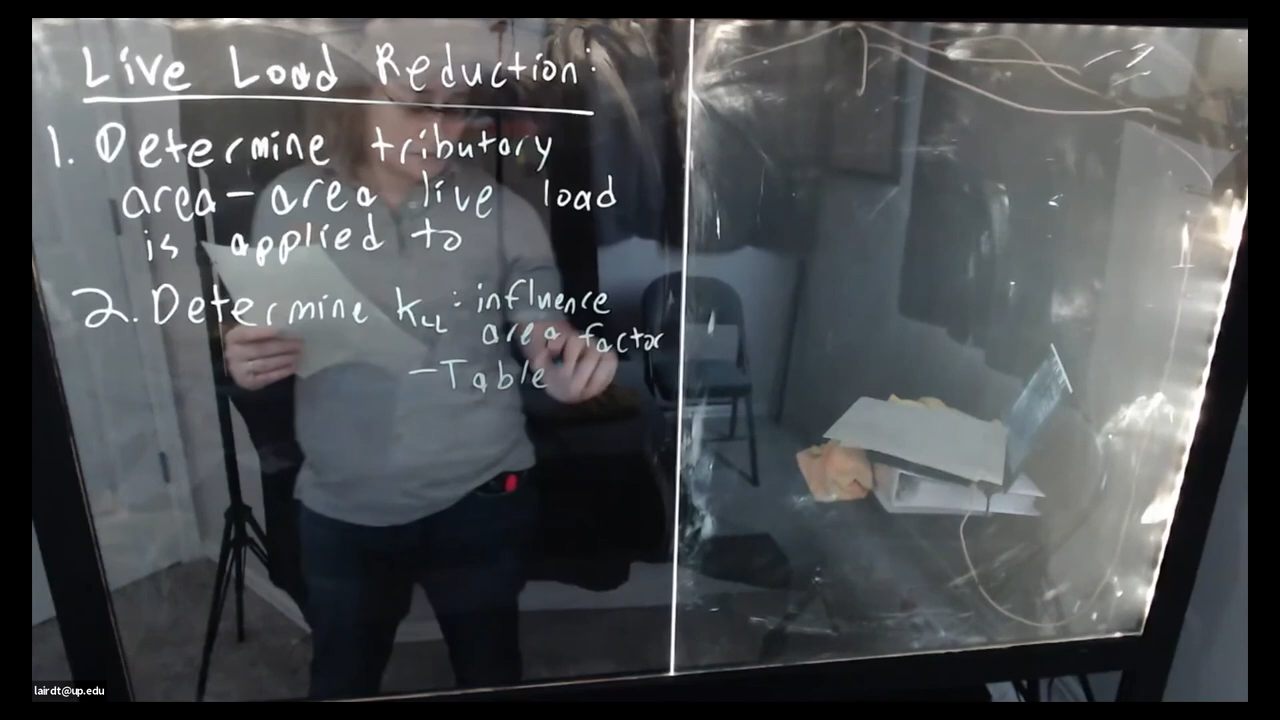 Live Load Reduction:
1. Determine tributary
area – area live load
is applied to
2. Determine KLL : influence
area factor
– Table
lairdt@up.edu